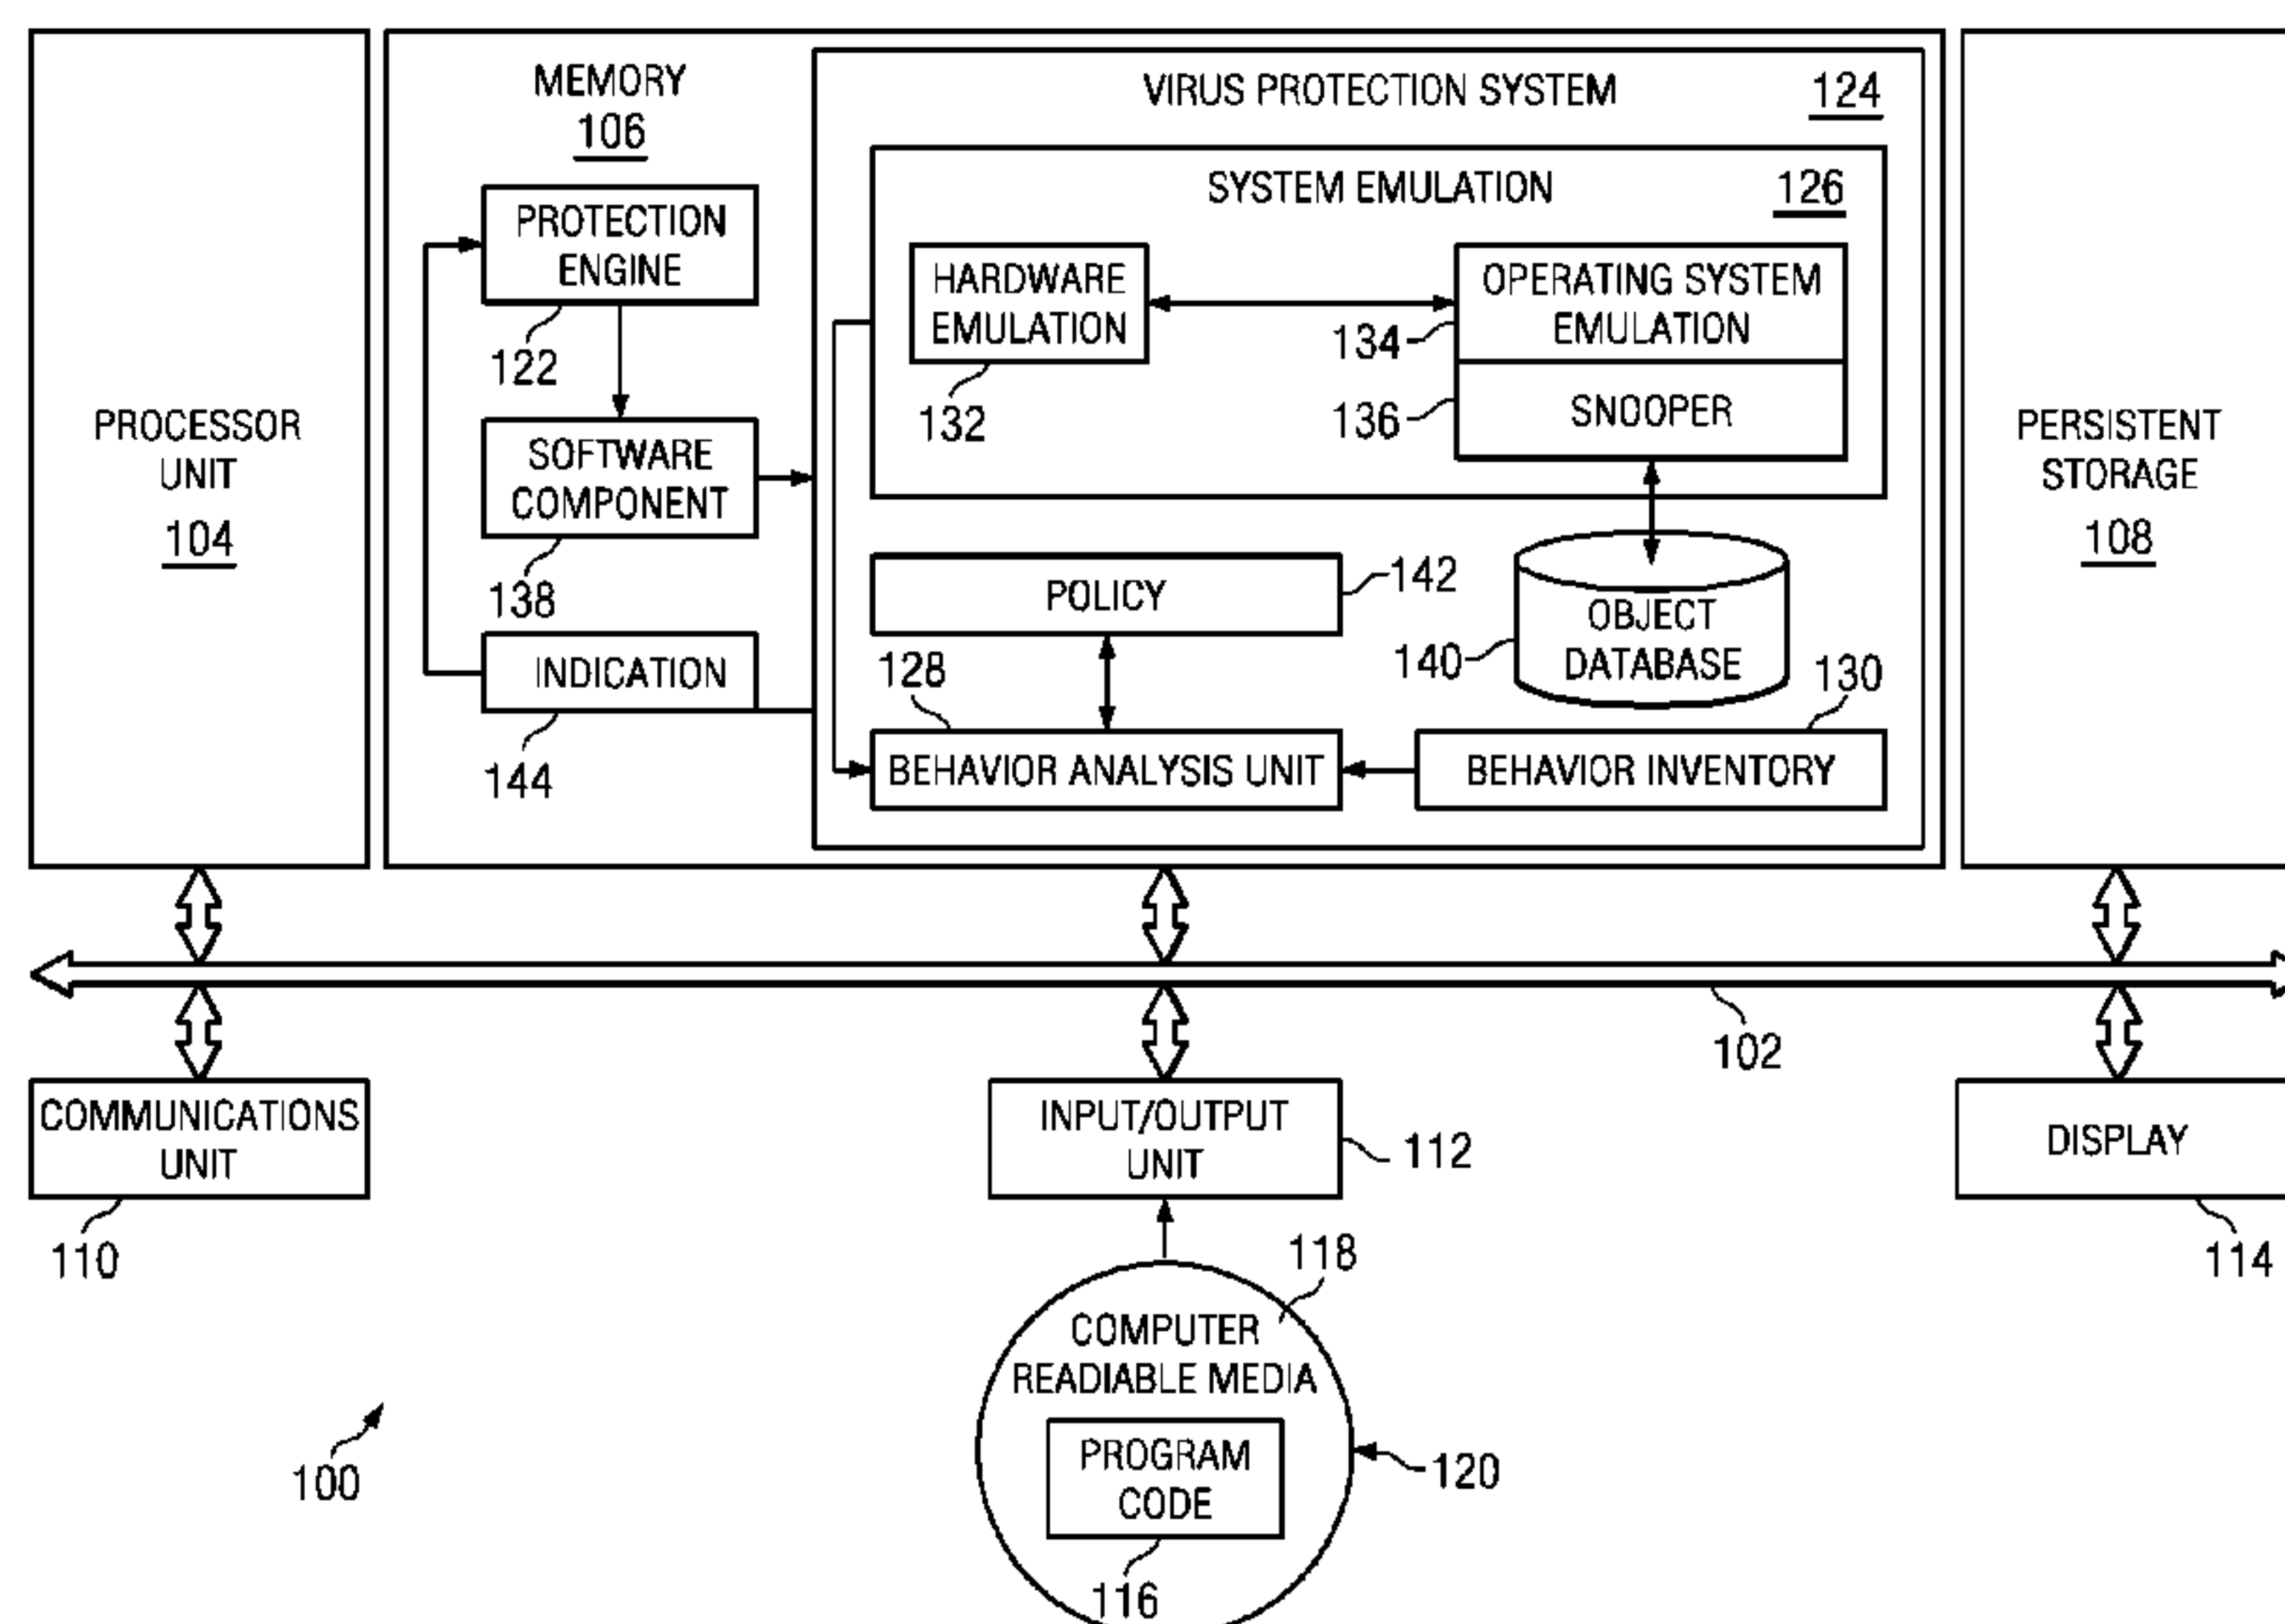 PROCESSOR
UNIT
104
MEMORY
106
PROTECTION
ENGINE
122
SOFTWARE
COMPONENT
138
INDICATION
144
VIRUS PROTECTION SYSTEM
124
SYSTEM EMULATION
126
HARDWARE
EMULATION
132
OPERATING SYSTEM
EMULATION
134
SNOOPER
136
POLICY
142
OBJECT
DATABASE
140
128
BEHAVIOR ANALYSIS UNIT
130
BEHAVIOR INVENTORY
PERSISTENT
STORAGE
108
102
COMMUNICATIONS
UNIT
110
INPUT/OUTPUT
UNIT
112
DISPLAY
114
118
COMPUTER
READIABLE MEDIA
PROGRAM
CODE
116
120
100